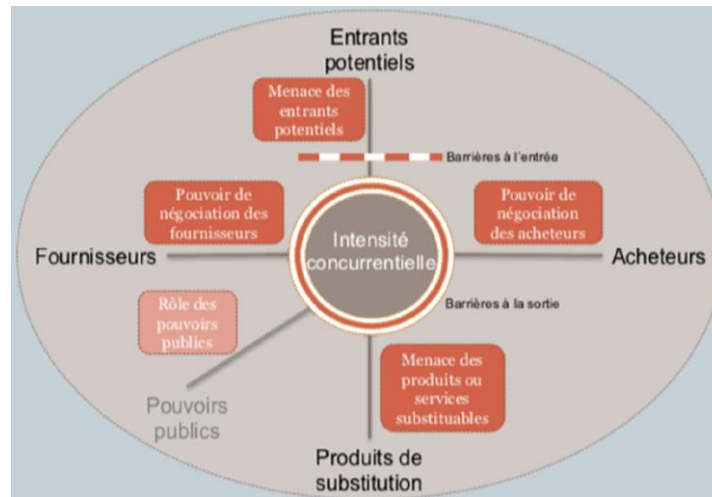 Entrants
potentiels
Menace des
entrants
potentiels
Barrières à l'entrée
Pouvoir de
négociation des
fournisseurs
Pouvoir de
négociation
des acheteurs
Intensité
concurrentielle
Fournisseurs
Acheteurs
Rôle des
pouvoirs
publics
Barrières à la sortie
Pouvoirs
publics
Menace des
produits ou
services
substituables
Produits de
substitution